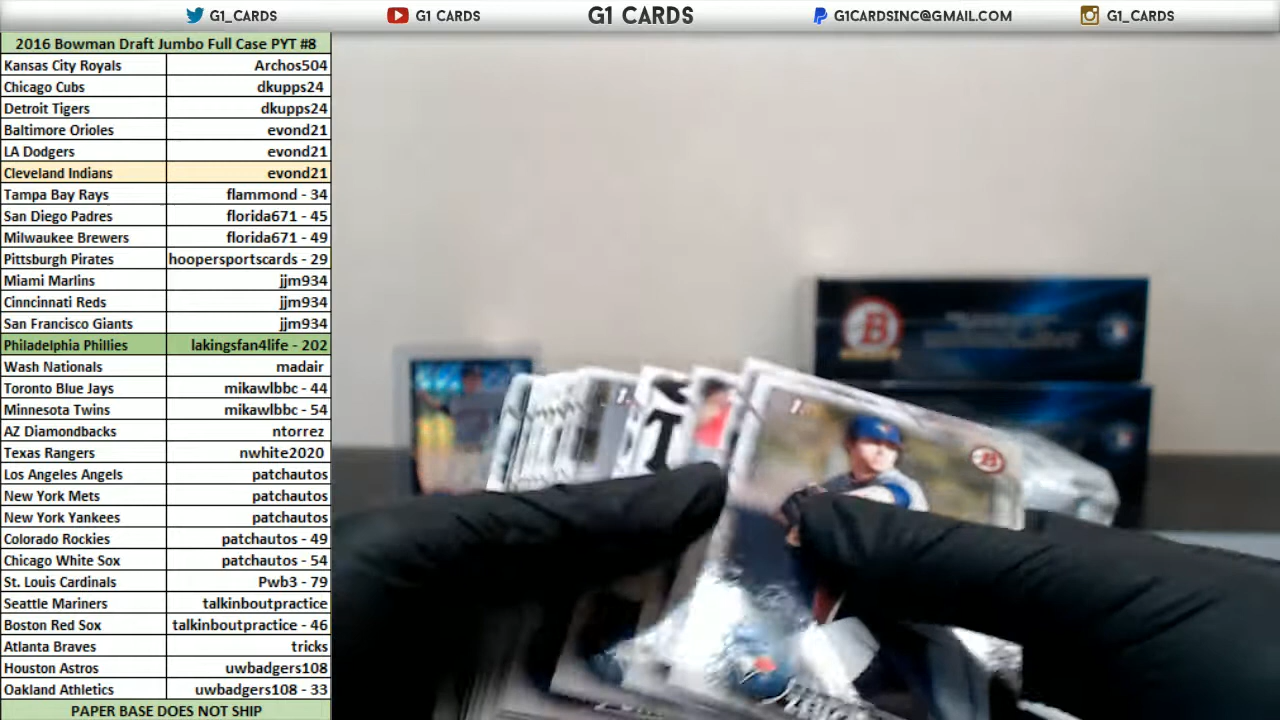 G1_CARDS
G1 CARDS
G1 CARDS
G1CARDSINC@GMAIL.COM
G1_CARDS
2016 Bowman Draft Jumbo Full Case PYT #8
Kansas City Royals Archos504
Chicago Cubs dkupps24
Detroit Tigers dkupps24
Baltimore Orioles evond21
LA Dodgers evond21
Cleveland Indians evond21
Tampa Bay Rays flammond - 34
San Diego Padres florida671 - 45
Milwaukee Brewers florida671 - 49
Pittsburgh Pirates hoopersportscards - 29
Miami Marlins jjm934
Cinncinnati Reds jjm934
San Francisco Giants jjm934
Philadelphia Phillies lakingsfan4life - 202
Wash Nationals madair
Toronto Blue Jays mikawlbbc - 44
Minnesota Twins mikawlbbc - 54
AZ Diamondbacks ntorrez
Texas Rangers nwhite2020
Los Angeles Angels patchautos
New York Mets patchautos
New York Yankees patchautos
Colorado Rockies patchautos - 49
Chicago White Sox patchautos - 54
St. Louis Cardinals Pwb3 - 79
Seattle Mariners talkinboutpractice
Boston Red Sox talkinboutpractice - 46
Atlanta Braves tricks
Houston Astros uwbadgers108
Oakland Athletics uwbadgers108 - 33
PAPER BASE DOES NOT SHIP
B
B